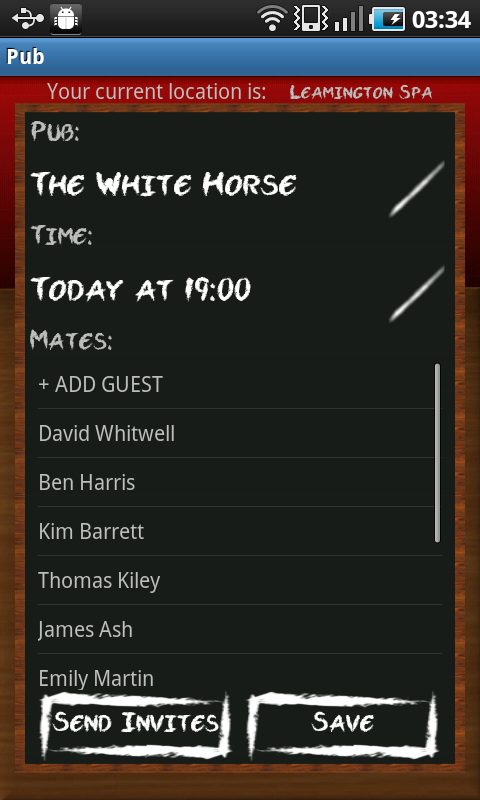 03:34
Pub
Your current location is: Leamington Spa
Pub:
The White Horse
Time:
Today at 19:00
Mates:
+ ADD GUEST
David Whitwell
Ben Harris
Kim Barrett
Thomas Kiley
James Ash
Emily Martin
Send Invites
Save